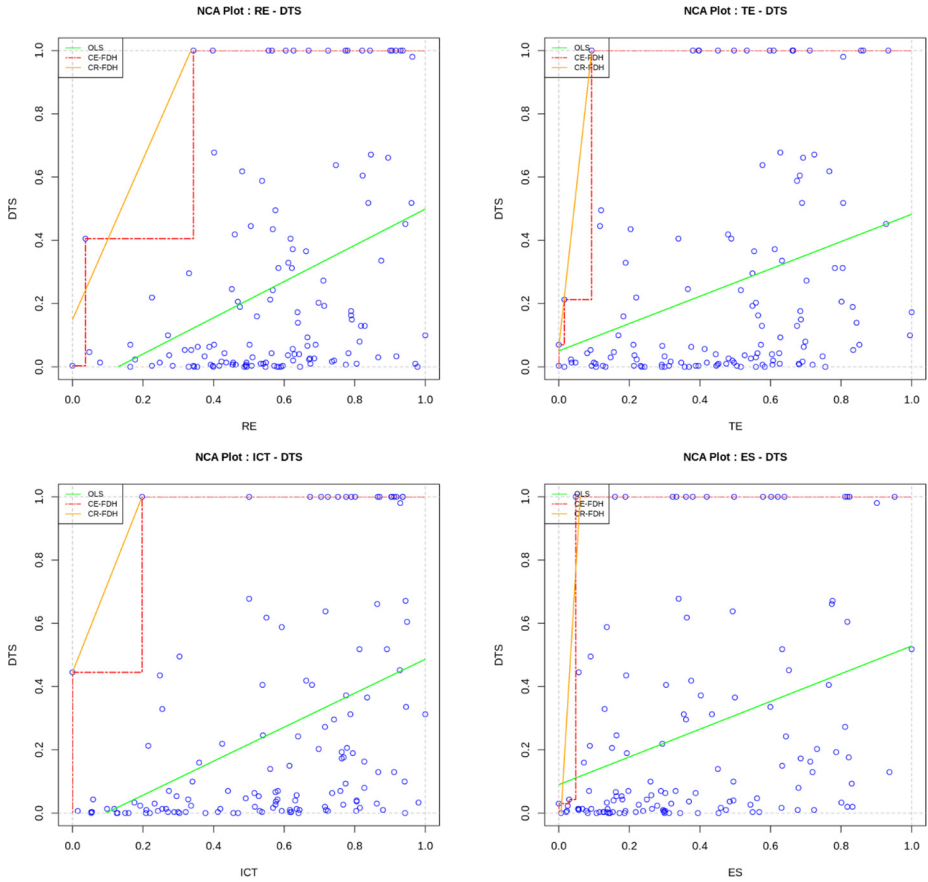 NCA Plot : RE - DTS
OLS
CE-FDH
CR-FDH
DTS
0.0
0.2
0.4
0.6
0.8
1.0
0.0
0.2
0.4
0.6
0.8
1.0
RE
NCA Plot : TE - DTS
OLS
CE-FDH
CR-FDH
DTS
0.0
0.2
0.4
0.6
0.8
1.0
0.0
0.2
0.4
0.6
0.8
1.0
TE
NCA Plot : ICT - DTS
OLS
CE-FDH
CR-FDH
DTS
0.0
0.2
0.4
0.6
0.8
1.0
0.0
0.2
0.4
0.6
0.8
1.0
ICT
NCA Plot : ES - DTS
OLS
CE-FDH
CR-FDH
DTS
0.0
0.2
0.4
0.6
0.8
1.0
0.0
0.2
0.4
0.6
0.8
1.0
ES